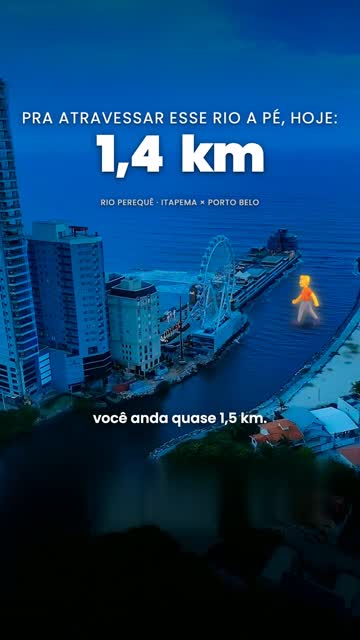 PRA ATRAVESSAR ESSE RIO A PÉ, HOJE:
1,4 km
RIO PEREQUÊ · ITAPEMA × PORTO BELO
você anda quase 1,5 km.